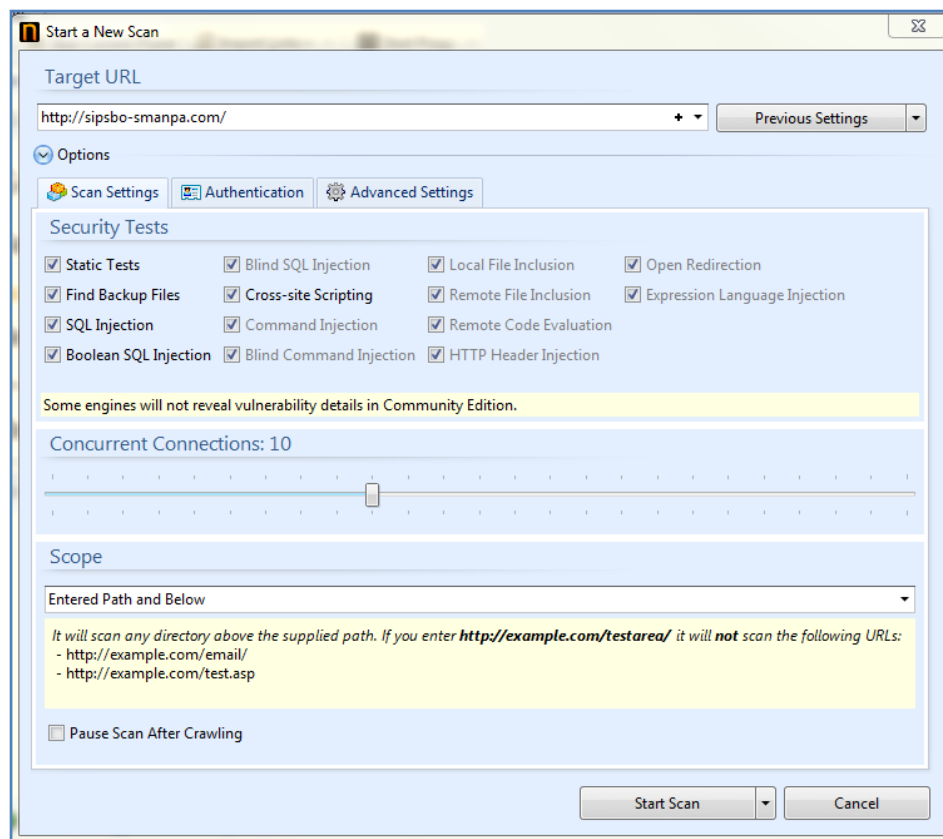 Start a New Scan
Target URL
http://sipsbo-smanpa.com/
Previous Settings
Options
Scan Settings Authentication Advanced Settings
Security Tests
Static Tests Blind SQL Injection Local File Inclusion Open Redirection
Find Backup Files Cross-site Scripting Remote File Inclusion Expression Language Injection
SQL Injection Command Injection Remote Code Evaluation
Boolean SQL Injection Blind Command Injection HTTP Header Injection
Some engines will not reveal vulnerability details in Community Edition.
Concurrent Connections: 10
Scope
Entered Path and Below
It will scan any directory above the supplied path. If you enter http://example.com/testarea/ it will not scan the following URLs:
- http://example.com/email/
- http://example.com/test.asp
Pause Scan After Crawling
Start Scan Cancel